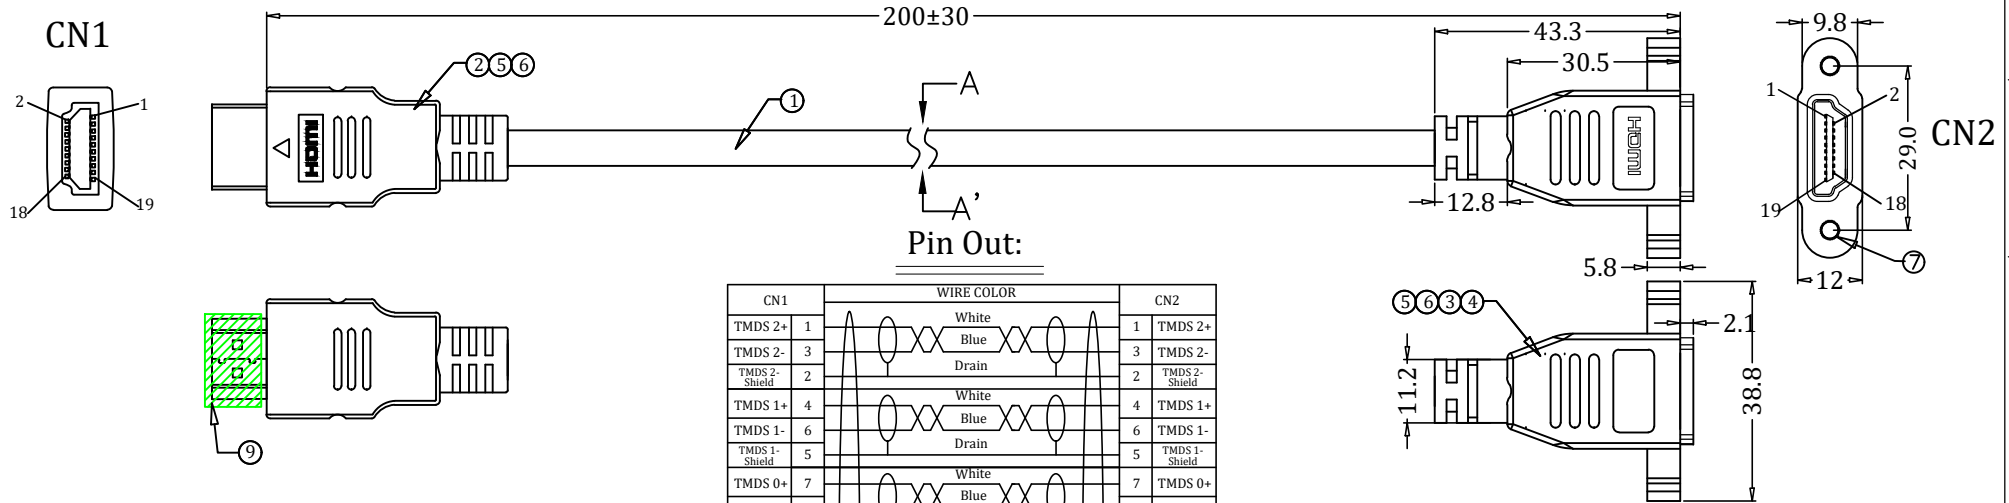 CN1
2
1
18
19
200±30
2 5 6
1
A
A'
HDMI
43.3
30.5
12.8
HDMI
5.8
9.8
1
2
29.0
CN2
19
18
7
12
9
Pin Out:
CN1 WIRE COLOR CN2
TMDS 2+ 1 White 1 TMDS 2+
Blue
TMDS 2- 3 3 TMDS 2-
TMDS 2- Shield 2 Drain 2 TMDS 2- Shield
TMDS 1+ 4 White 4 TMDS 1+
Blue
TMDS 1- 6 6 TMDS 1-
TMDS 1- Shield 5 Drain 5 TMDS 1- Shield
TMDS 0+ 7 White 7 TMDS 0+
Blue
5 6 3 4
2.1
11.2
38.8